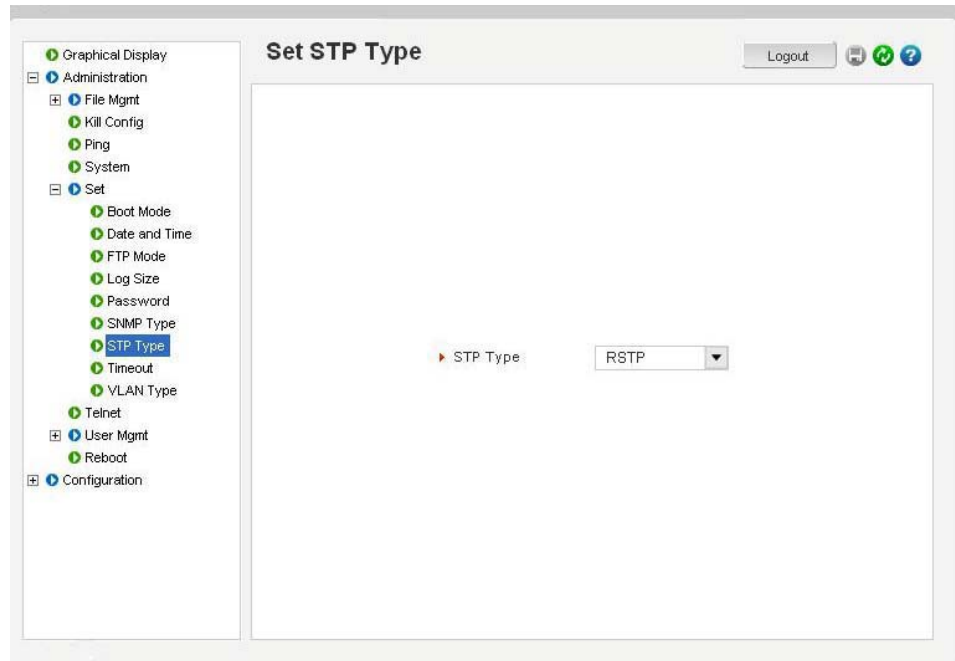 Graphical Display
Administration
File Mgmt
Kill Config
Ping
System
Set
Boot Mode
Date and Time
FTP Mode
Log Size
Password
SNMP Type
STP Type
Timeout
VLAN Type
Telnet
User Mgmt
Reboot
Configuration
Set STP Type
Logout
STP Type
RSTP